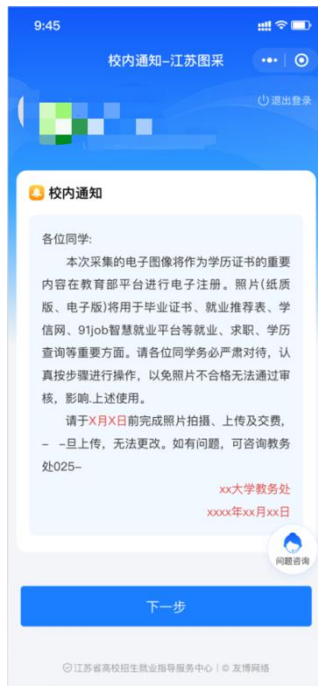 9:45
校内通知-江苏图采
退出登录
校内通知
各位同学:
本次采集的电子图像将作为学历证书的重要
内容在教育部平台进行电子注册。照片(纸质
版、电子版)将用于毕业证书、就业推荐表、学
信网、91job智慧就业平台等就业、求职、学历
查询等重要方面。请各位同学务必严肃对待，认
真按步骤进行操作，以免照片不合格无法通过审
核，影响.上述使用。
请于X月X日前完成照片拍摄、上传及交费，
- -旦上传，无法更改。如有问题，可咨询教务
处025-
xx大学教务处
xxxx年xx月xx日
问题咨询
下一步
江苏省高校招生就业指导服务中心 | © 友博网络